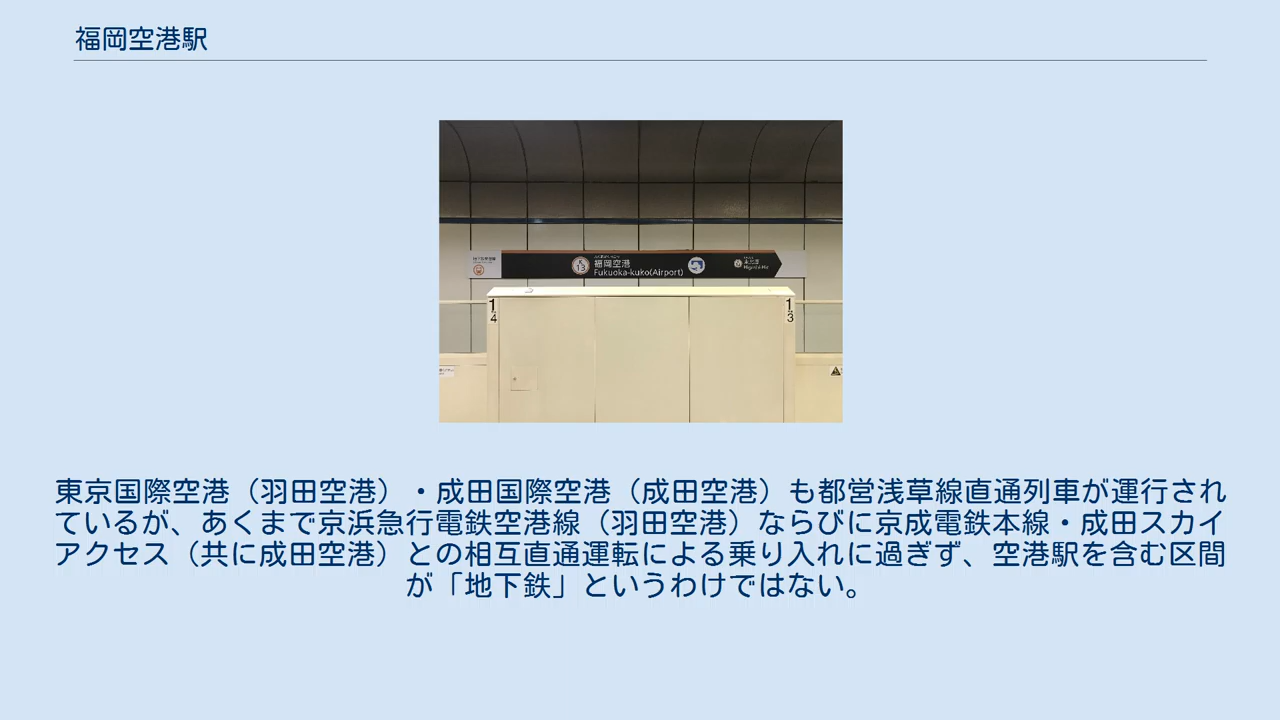 福岡空港駅
K
13
福岡空港
Fukuoka-kuko(Airport)
1
4
1
3
東京国際空港（羽田空港）・成田国際空港（成田空港）も都営浅草線直通列車が運行され
ているが、あくまで京浜急行電鉄空港線（羽田空港）ならびに京成電鉄本線・成田スカイ
アクセス（共に成田空港）との相互直通運転による乗り入れに過ぎず、空港駅を含む区間
が「地下鉄」というわけではない。